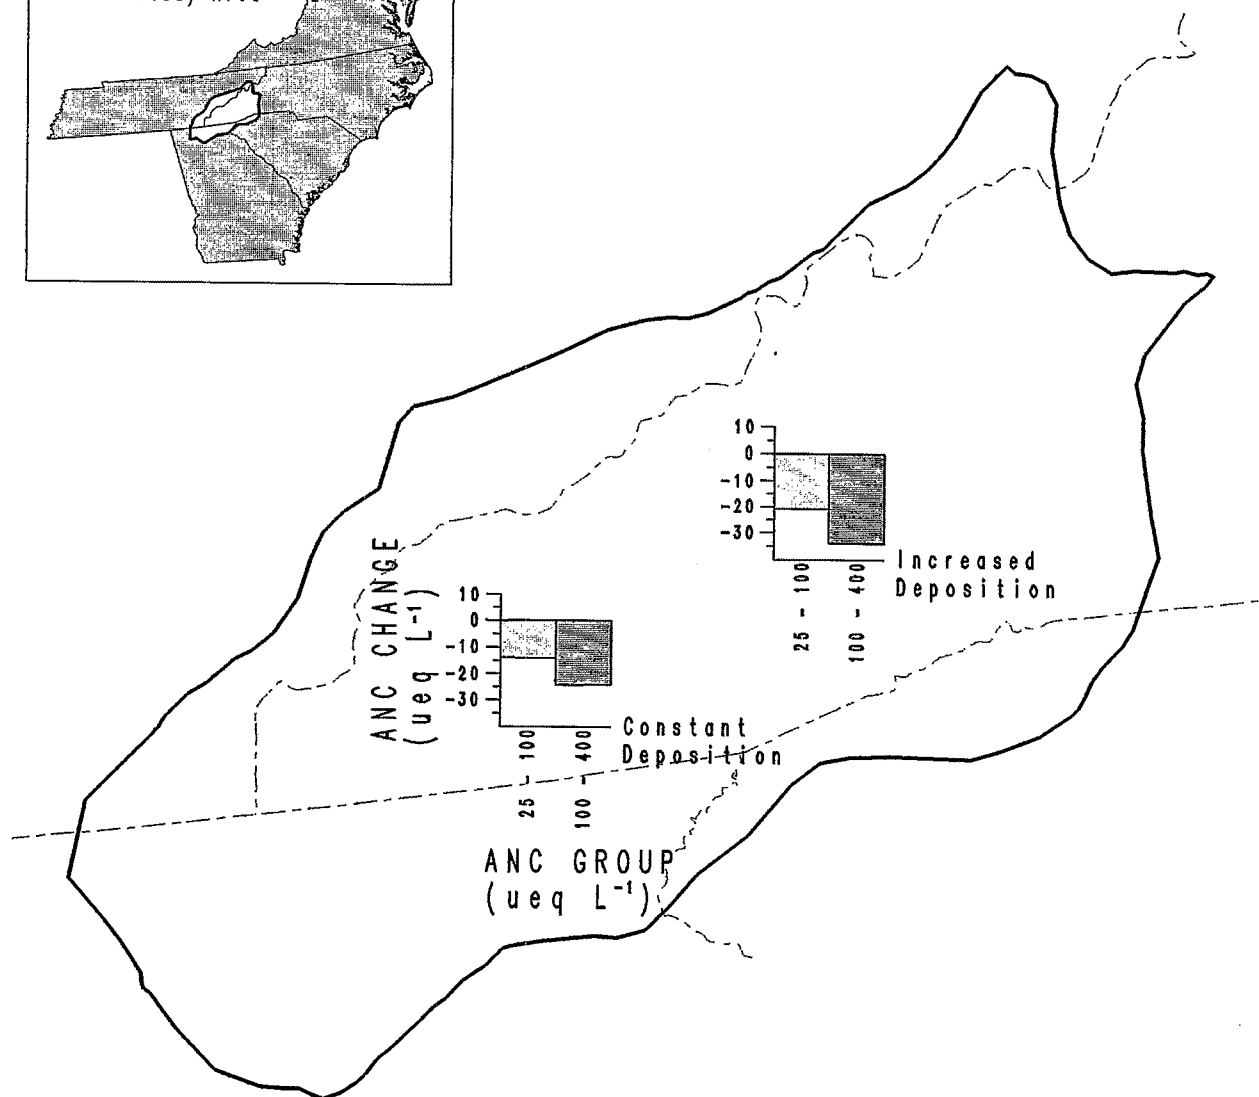 10
0
-10
-20
-30
25 - 100
100 - 400
Increased
Deposition
ANC CHANGE
(ueq L⁻¹)
10
0
-10
-20
-30
25 - 100
100 - 400
Constant
Deposition
ANC GROUP
(ueq L⁻¹)